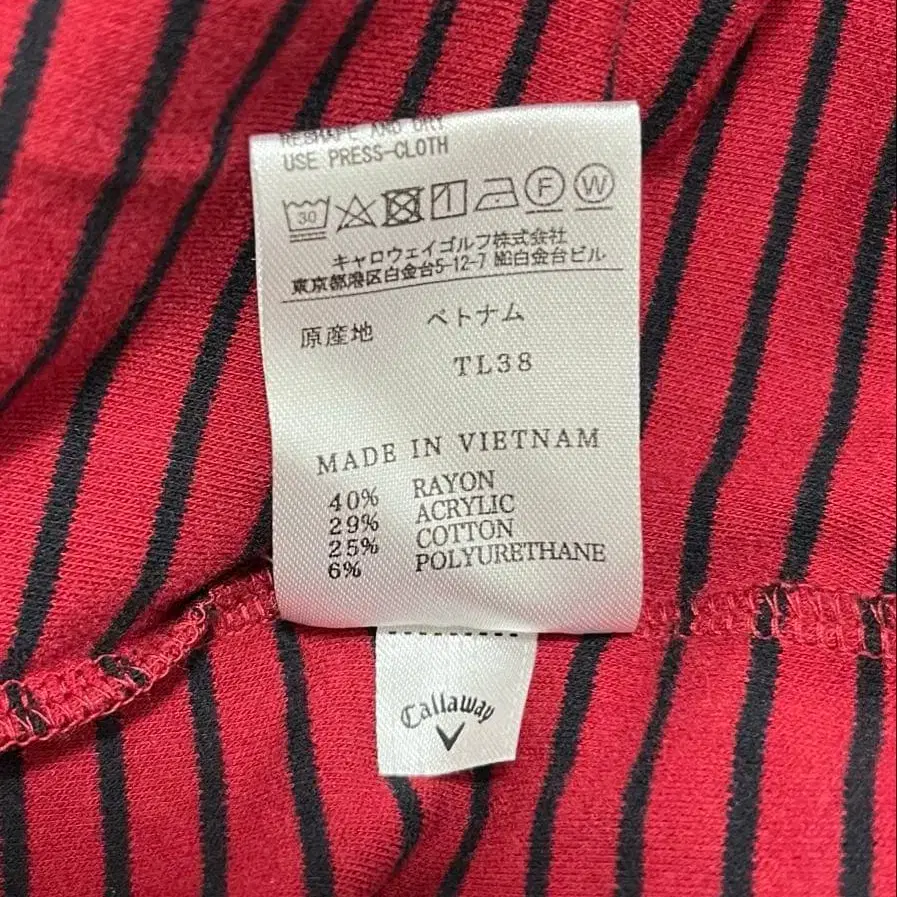 RESHAPE AND DRY
USE PRESS-CLOTH
30 F W
キャロウェイゴルフ株式会社
東京都港区白金台5-12-7 MG白金台ビル
原産地 ベトナム
TL38
MADE IN VIETNAM
40% RAYON
29% ACRYLIC
25% COTTON
6% POLYURETHANE
Callaway